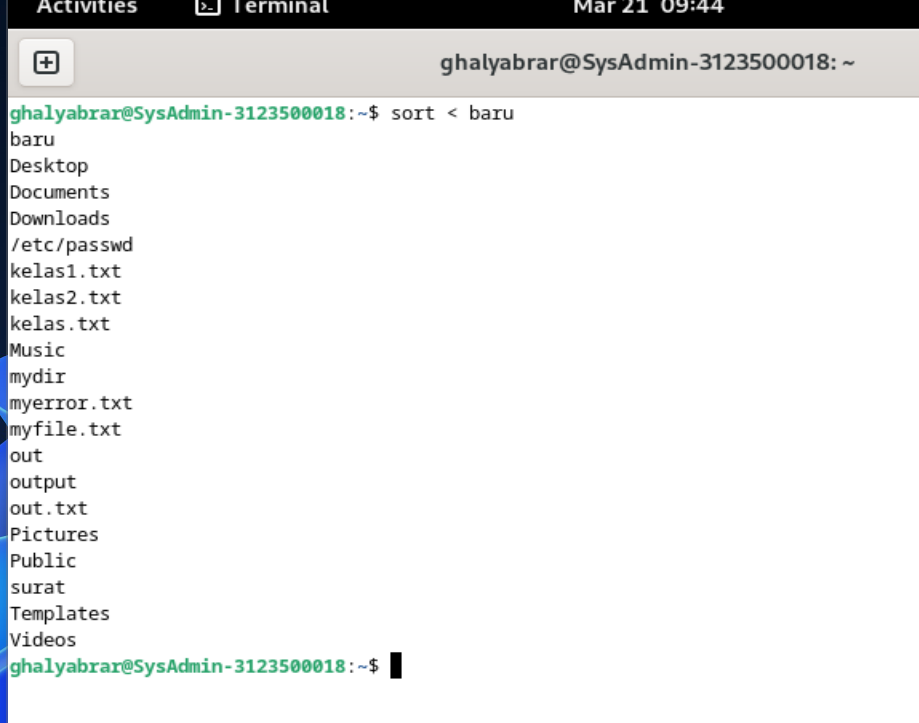 Activities Terminal Mar 21 09:44
ghalyabrar@SysAdmin-3123500018: ~
ghalyabrar@SysAdmin-3123500018:~$ sort < baru
baru
Desktop
Documents
Downloads
/etc/passwd
kelas1.txt
kelas2.txt
kelas.txt
Music
mydir
myerror.txt
myfile.txt
out
output
out.txt
Pictures
Public
surat
Templates
Videos
ghalyabrar@SysAdmin-3123500018:~$